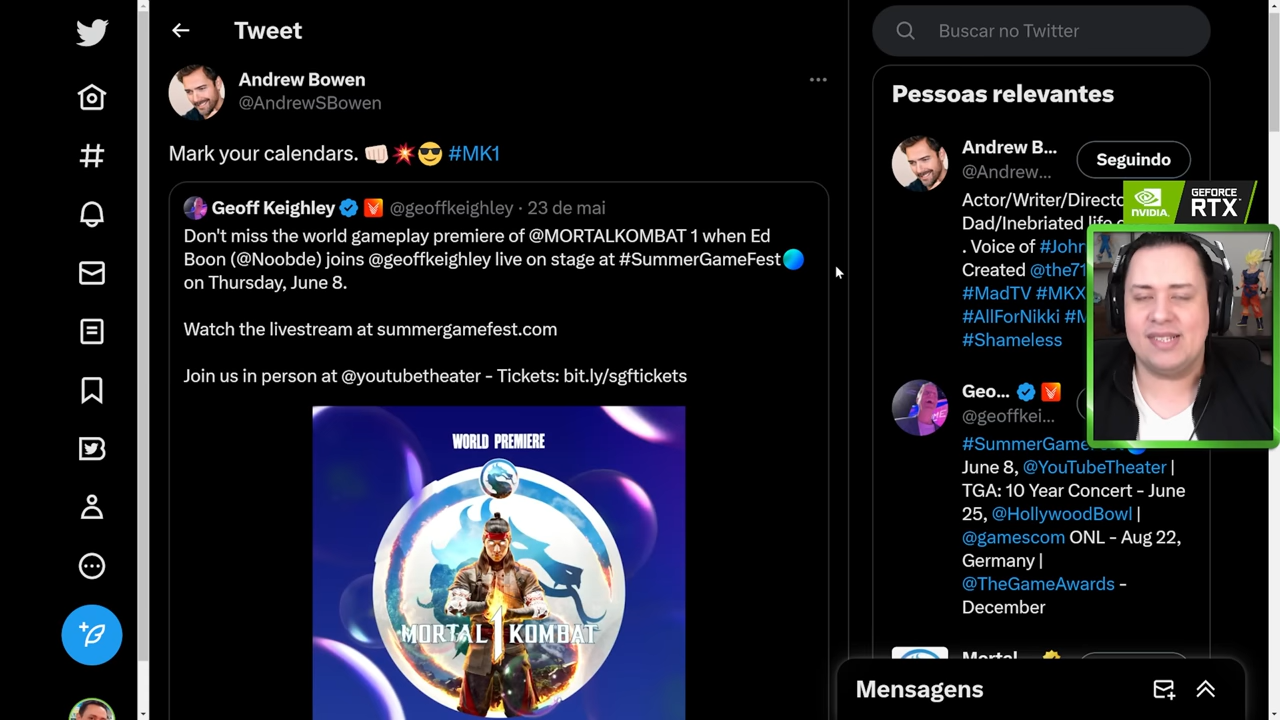 Tweet
Andrew Bowen
@AndrewSBowen
Mark your calendars. 👊🏻💥😎 #MK1
Geoff Keighley @geoffkeighley · 23 de mai
Don't miss the world gameplay premiere of @MORTALKOMBAT 1 when Ed
Boon (@Noobde) joins @geoffkeighley live on stage at #SummerGameFest
on Thursday, June 8.
Watch the livestream at summergamefest.com
Join us in person at @youtubetheater - Tickets: bit.ly/sgftickets
WORLD PREMIERE
MORTAL 1 KOMBAT
Buscar no Twitter
Pessoas relevantes
Andrew B...
@Andrew...
Seguindo
Actor/Writer/Directo
Dad/Inebriated life
. Voice of #John
Created @the71
#MadTV #MKX
#AllForNikki #M
#Shameless
NVIDIA.
GEFORCE
RTX
Geo...
@geoffkei...
#SummerGameFe
June 8, @YouTubeTheater |
TGA: 10 Year Concert - June
25, @HollywoodBowl |
@gamescom ONL - Aug 22,
Germany |
@TheGameAwards -
December
Mortal
Mensagens